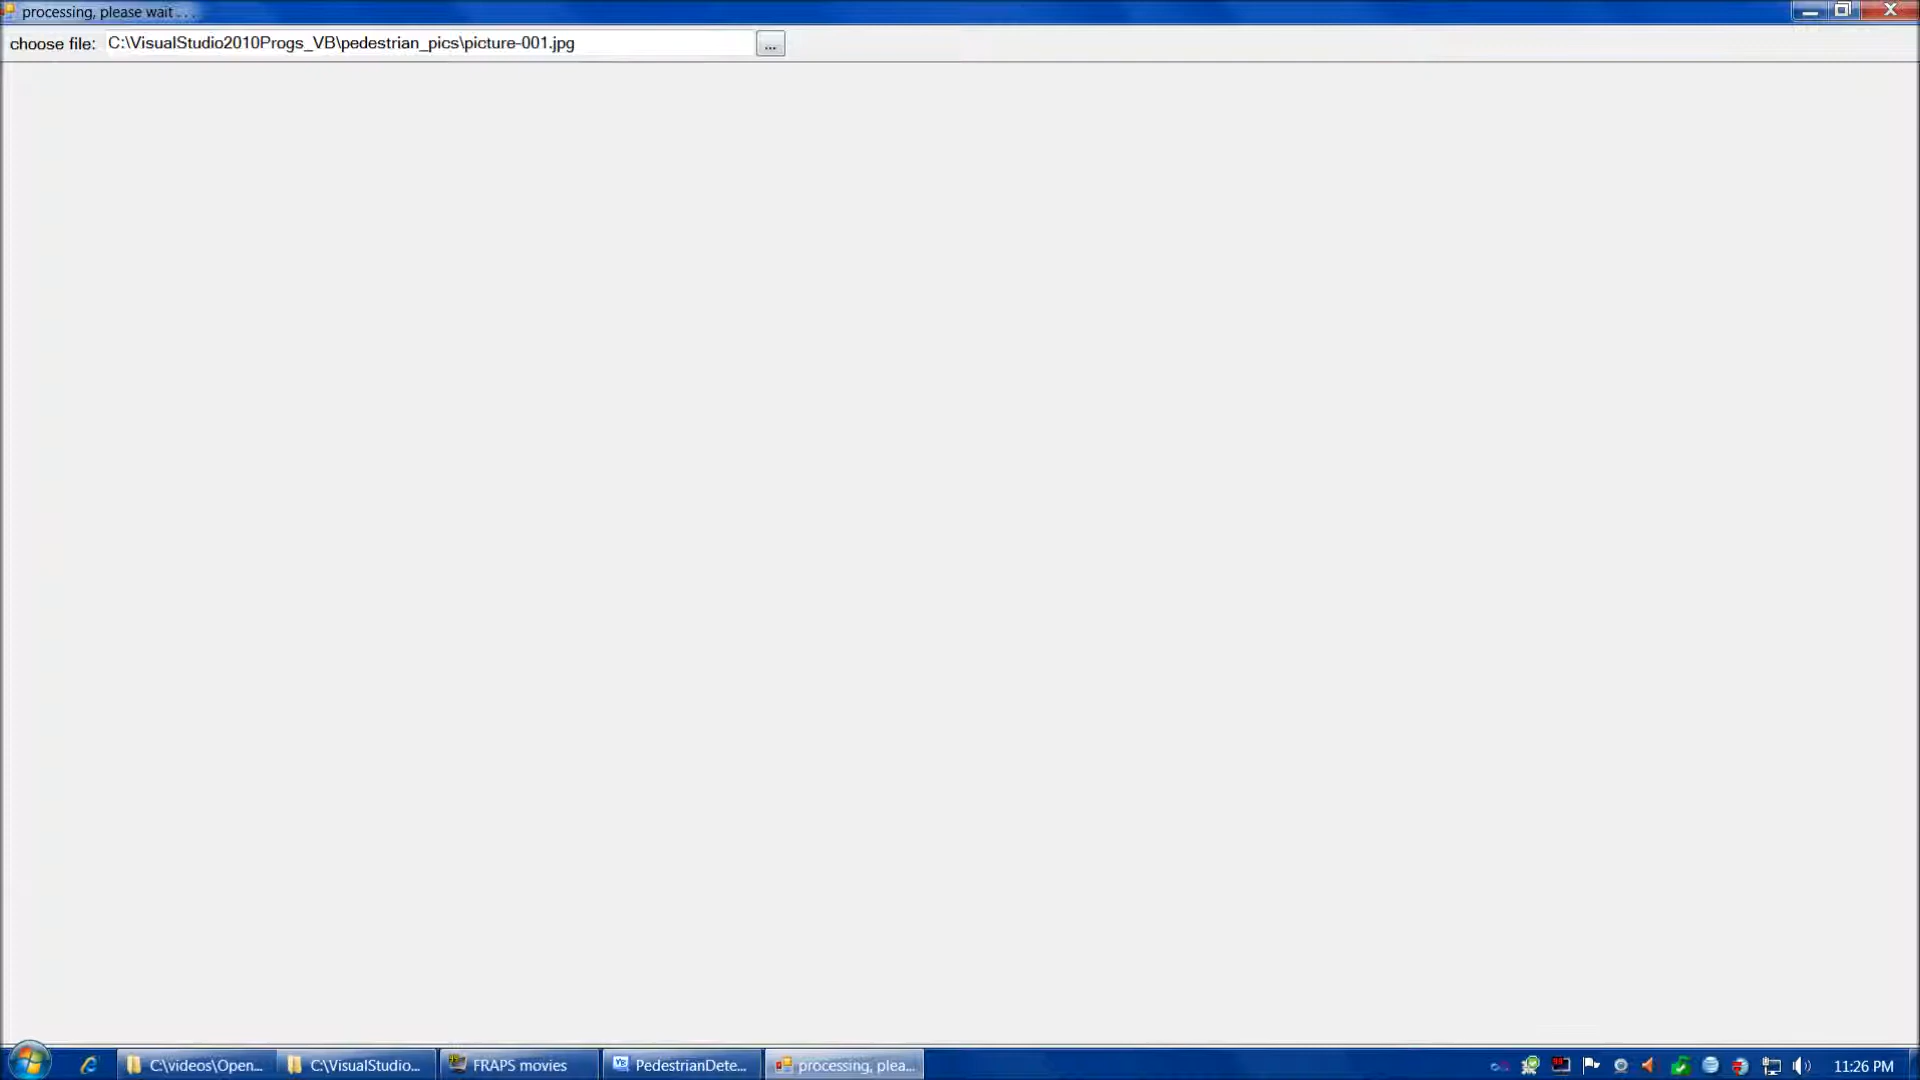 processing, please wait . . .
choose file: C:\VisualStudio2010Progs_VB\pedestrian_pics\picture-001.jpg ...
C:\videos\Open... C:\VisualStudio... FRAPS movies PedestrianDete... processing, plea... 11:26 PM